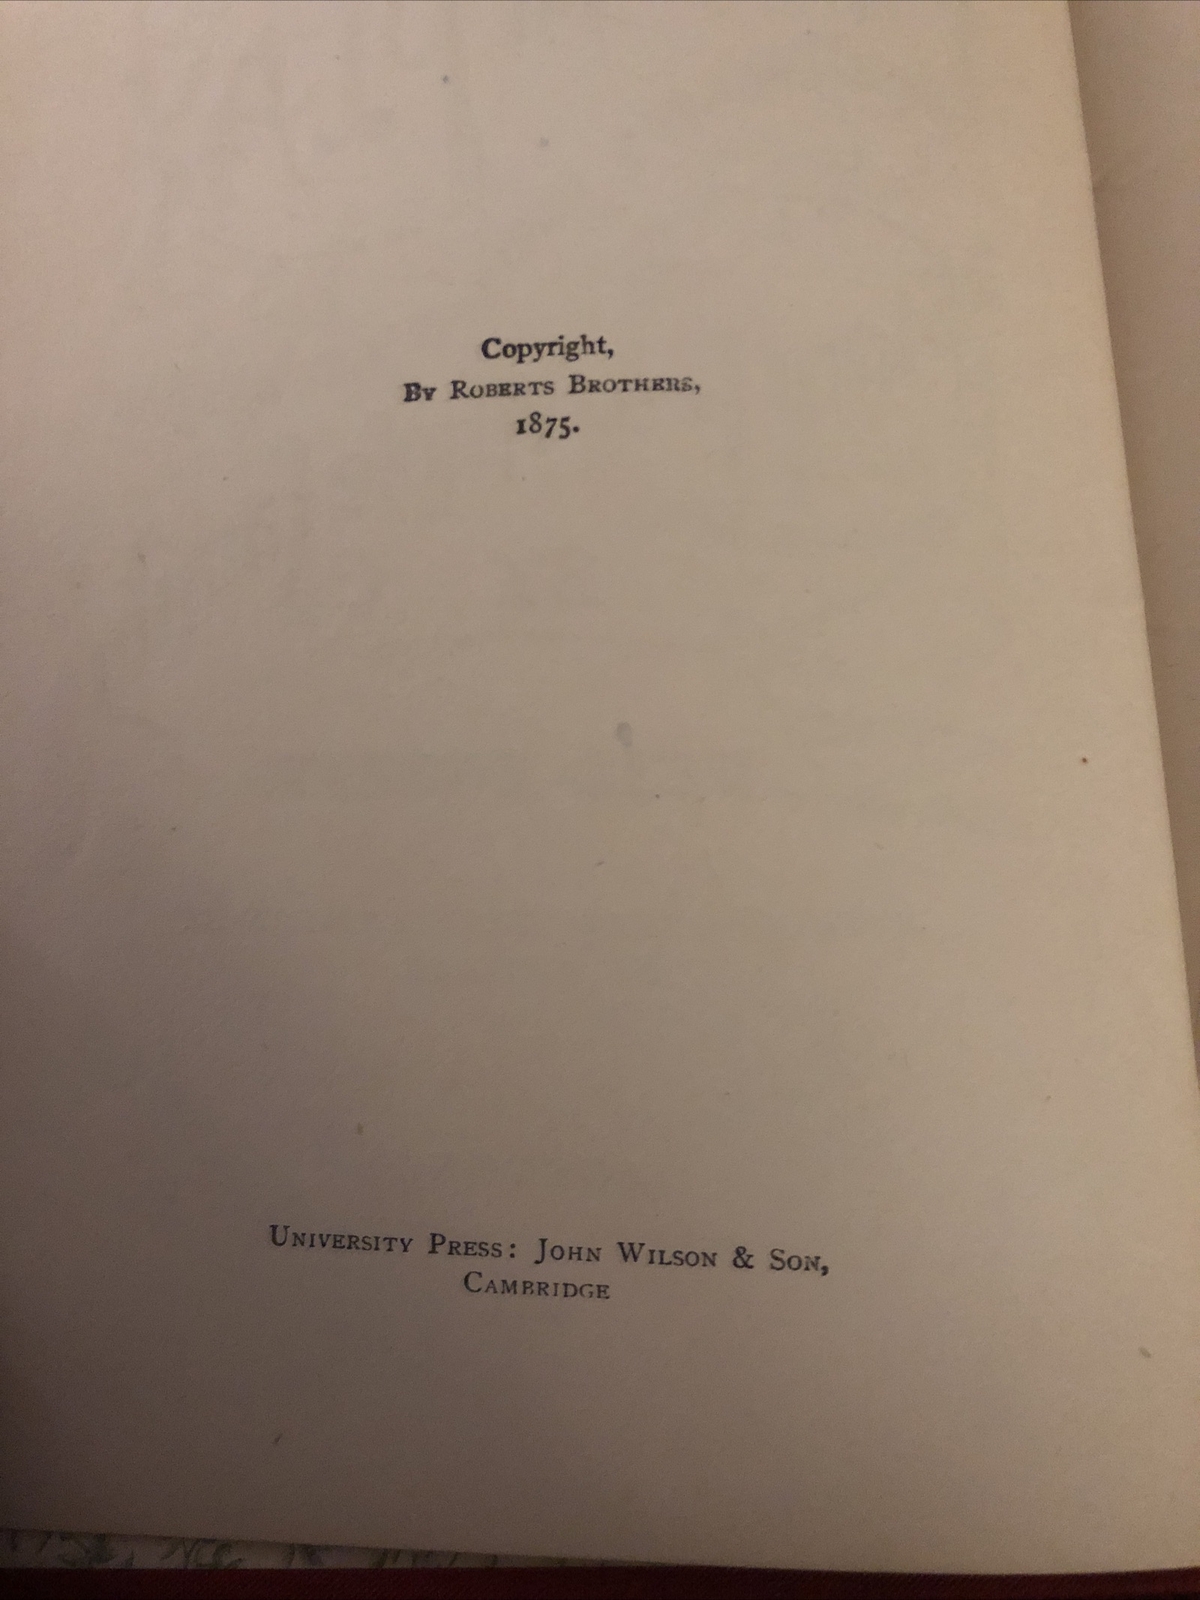 Copyright,
By Roberts Brothers,
1875.
University Press: John Wilson & Son,
Cambridge